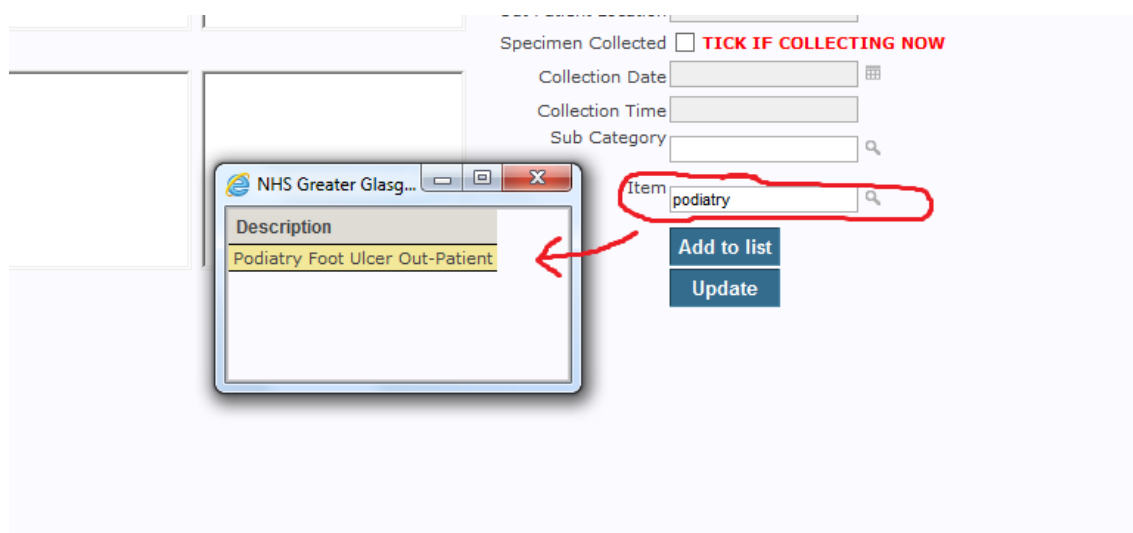 Specimen Collected TICK IF COLLECTING NOW
Collection Date
Collection Time
Sub Category
Item podiatry
Add to list
Update
NHS Greater Glasg...
Description
Podiatry Foot Ulcer Out-Patient